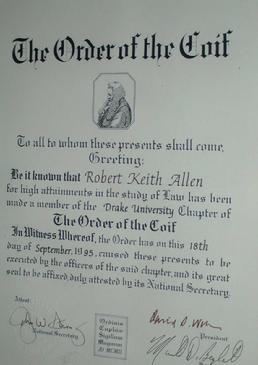 The Order of the Coif
To all to whom these presents shall come,
Greeting:
Be it known that Robert Keith Allen
for high attainments in the study of Law has been
made a member of the Drake University Chapter of
The Order of the Coif
In Witness Whereof, the Order has on this 18th
day of September, 1995, caused these presents to be
executed by the officers of the said chapter, and its great
seal to be affixed, duly attested by its National Secretary.
Attest:
National Secretary
President